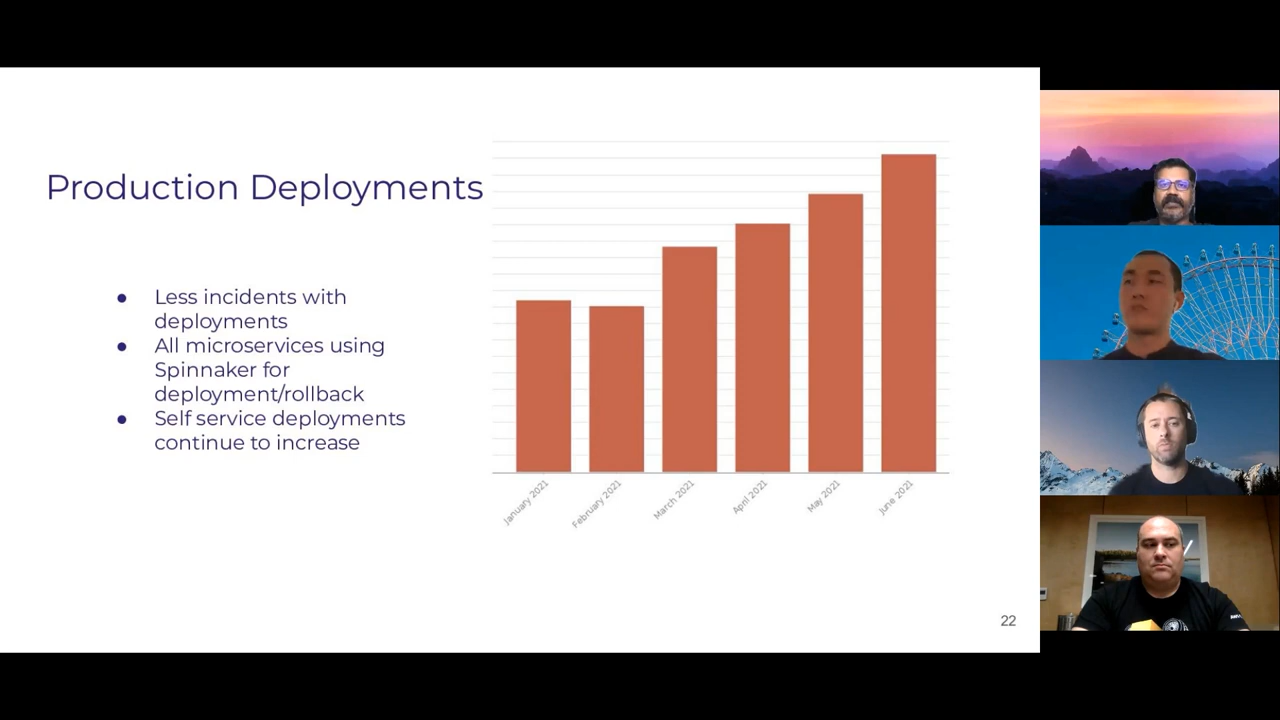 Production Deployments
● Less incidents with
deployments
● All microservices using
Spinnaker for
deployment/rollback
● Self service deployments
continue to increase
January 2021
February 2021
March 2021
April 2021
May 2021
June 2021
22